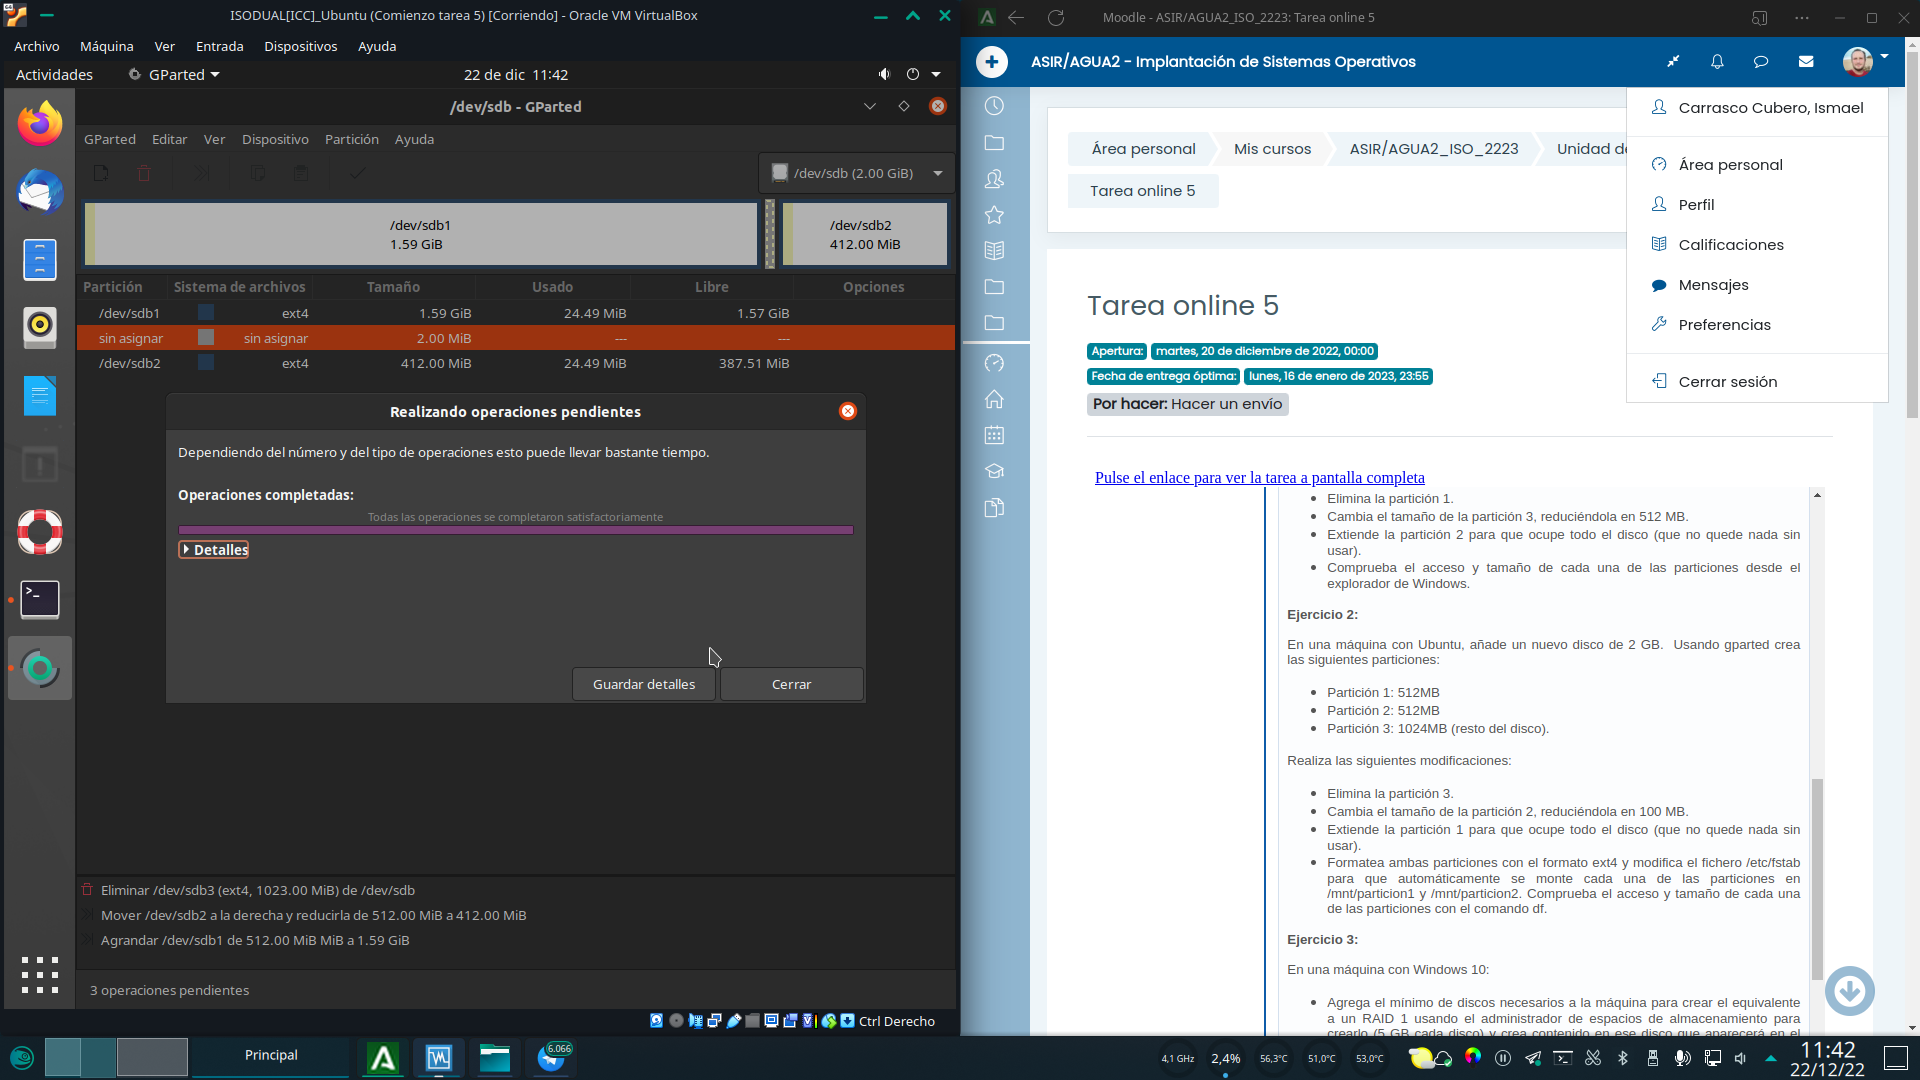 ISODUAL[ICC]_Ubuntu (Comienzo tarea 5) [Corriendo] - Oracle VM VirtualBox
Archivo Máquina Ver Entrada Dispositivos Ayuda
Actividades GParted 22 de dic 11:42
/dev/sdb - GParted
GParted Editar Ver Dispositivo Partición Ayuda
/dev/sdb (2.00 GiB)
/dev/sdb1
1.59 GiB
/dev/sdb2
412.00 MiB
Partición Sistema de archivos Tamaño Usado Libre Opciones
/dev/sdb1 ext4 1.59 GiB 24.49 MiB 1.57 GiB
sin asignar sin asignar 2.00 MiB --- ---
/dev/sdb2 ext4 412.00 MiB 24.49 MiB 387.51 MiB
Realizando operaciones pendientes
Dependiendo del número y del tipo de operaciones esto puede llevar bastante tiempo.
Operaciones completadas:
Todas las operaciones se completaron satisfactoriamente
Detalles
Guardar detalles Cerrar
Eliminar /dev/sdb3 (ext4, 1023.00 MiB) de /dev/sdb
Mover /dev/sdb2 a la derecha y reducirla de 512.00 MiB a 412.00 MiB
Agrandar /dev/sdb1 de 512.00 MiB MiB a 1.59 GiB
3 operaciones pendientes
Ctrl Derecho
Moodle - ASIR/AGUA2_ISO_2223: Tarea online 5
ASIR/AGUA2 - Implantación de Sistemas Operativos
Carrasco Cubero, Ismael
Área personal
Perfil
Calificaciones
Mensajes
Preferencias
Cerrar sesión
Área personal Mis cursos ASIR/AGUA2_ISO_2223 Unidad de
Tarea online 5
Tarea online 5
Apertura: martes, 20 de diciembre de 2022, 00:00
Fecha de entrega óptima: lunes, 16 de enero de 2023, 23:55
Por hacer: Hacer un envío
Pulse el enlace para ver la tarea a pantalla completa
Elimina la partición 1.
Cambia el tamaño de la partición 3, reduciéndola en 512 MB.
Extiende la partición 2 para que ocupe todo el disco (que no quede nada sin
usar).
Comprueba el acceso y tamaño de cada una de las particiones desde el
explorador de Windows.
Ejercicio 2:
En una máquina con Ubuntu, añade un nuevo disco de 2 GB. Usando gparted crea
las siguientes particiones:
Partición 1: 512MB
Partición 2: 512MB
Partición 3: 1024MB (resto del disco).
Realiza las siguientes modificaciones:
Elimina la partición 3.
Cambia el tamaño de la partición 2, reduciéndola en 100 MB.
Extiende la partición 1 para que ocupe todo el disco (que no quede nada sin
usar).
Formatea ambas particiones con el formato ext4 y modifica el fichero /etc/fstab
para que automáticamente se monte cada una de las particiones en
/mnt/particion1 y /mnt/particion2. Comprueba el acceso y tamaño de cada una
de las particiones con el comando df.
Ejercicio 3:
En una máquina con Windows 10:
Agrega el mínimo de discos necesarios a la máquina para crear el equivalente
a un RAID 1 usando el administrador de espacios de almacenamiento para
crearlo (5 GB cada disco) y crea contenido en ese disco que aparecerá en el
Principal
6.066
4,1 GHz 2,4% 56,3°C 51,0°C 53,0°C
11:42
22/12/22